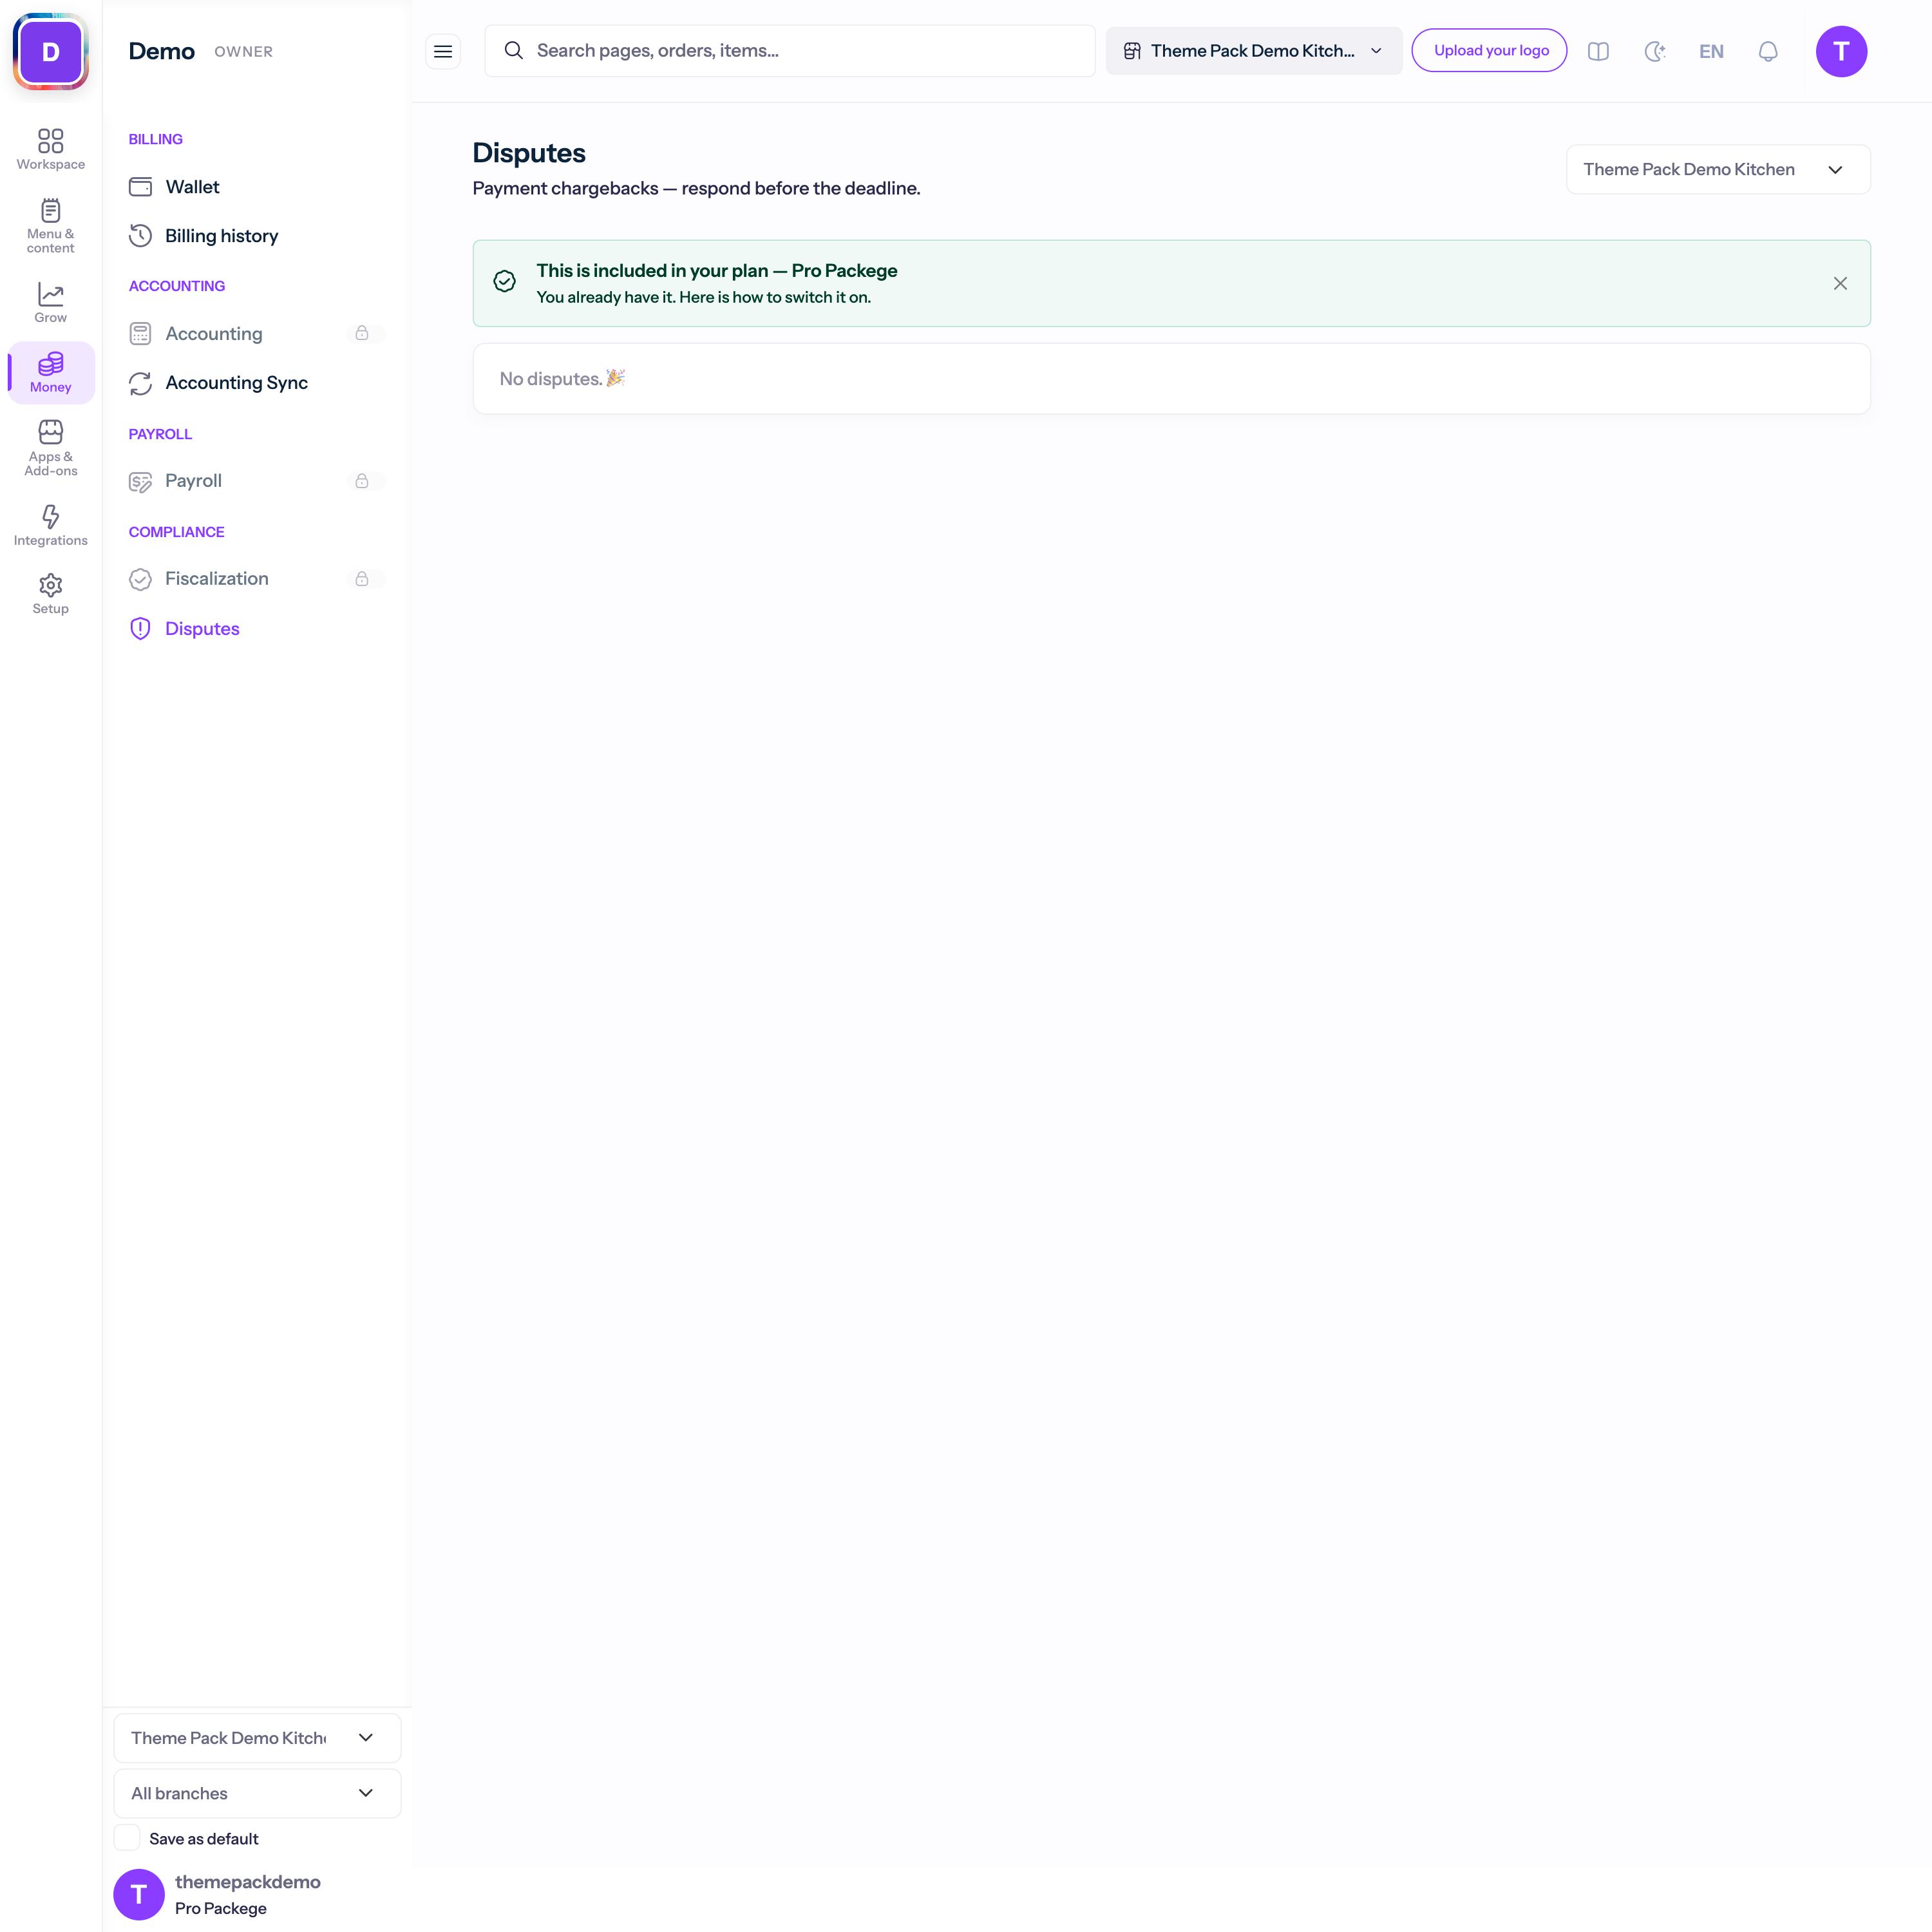 D
Demo OWNER
Workspace
Menu &
content
Grow
Money
Apps &
Add-ons
Integrations
Setup
BILLING
Wallet
Billing history
ACCOUNTING
Accounting
Accounting Sync
PAYROLL
Payroll
COMPLIANCE
Fiscalization
Disputes
Theme Pack Demo Kitche
All branches
Save as default
T
themepackdemo
Pro Packege
Search pages, orders, items...
Theme Pack Demo Kitch...
Upload your logo
EN
T
Disputes
Payment chargebacks — respond before the deadline.
Theme Pack Demo Kitchen
This is included in your plan — Pro Packege
You already have it. Here is how to switch it on.
No disputes. 🎉